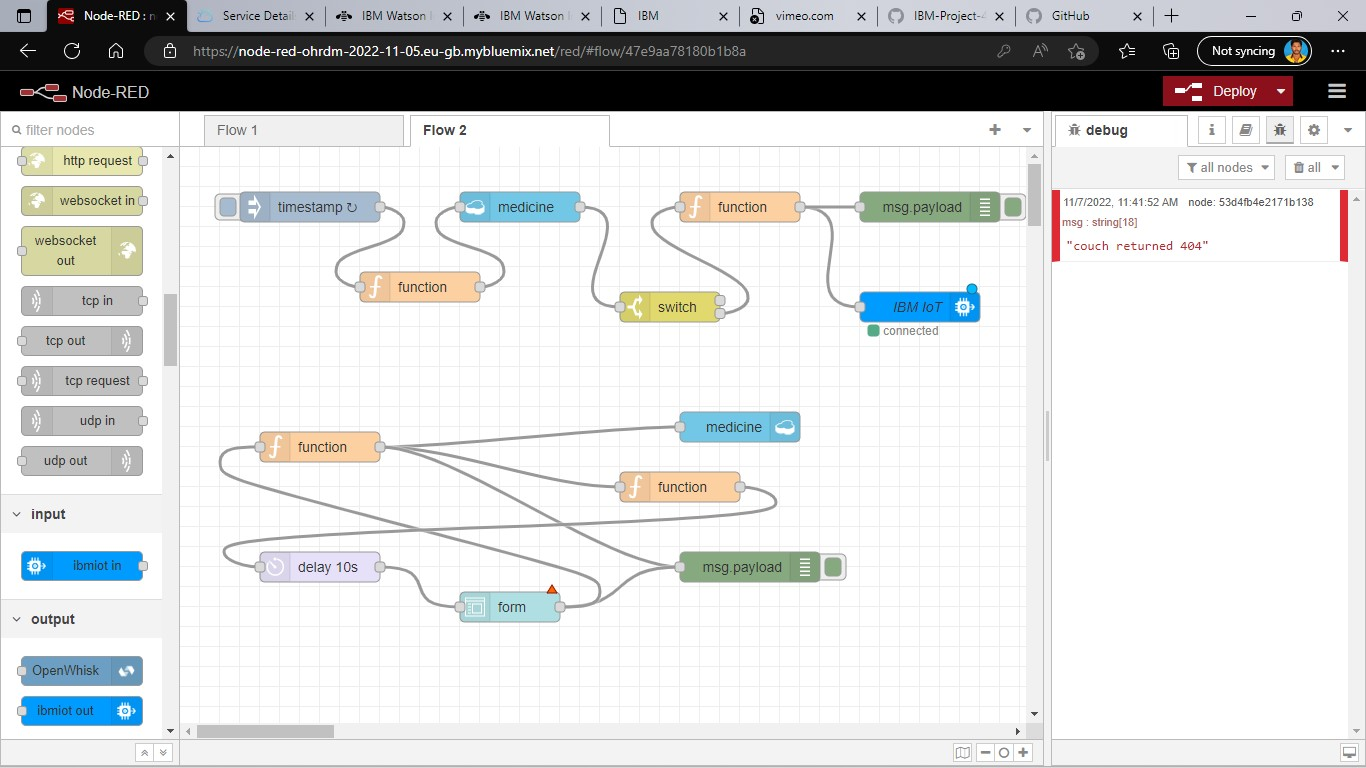 Node-RED : n
Service Detail
IBM Watson
IBM Watson
IBM
vimeo.com
IBM-Project-4
GitHub
https://node-red-ohrdm-2022-11-05.eu-gb.mybluemix.net/red/#flow/47e9aa78180b1b8a
Not syncing
Node-RED
Deploy
filter nodes
Flow 1
Flow 2
debug
all nodes
all
http request
websocket in
websocket
out
tcp in
tcp out
tcp request
udp in
udp out
input
ibmiot in
output
OpenWhisk
ibmiot out
timestamp ↻
medicine
function
msg.payload
function
switch
IBM IoT
connected
medicine
function
function
delay 10s
msg.payload
form
11/7/2022, 11:41:52 AM node: 53d4fb4e2171b138
msg : string[18]
"couch returned 404"